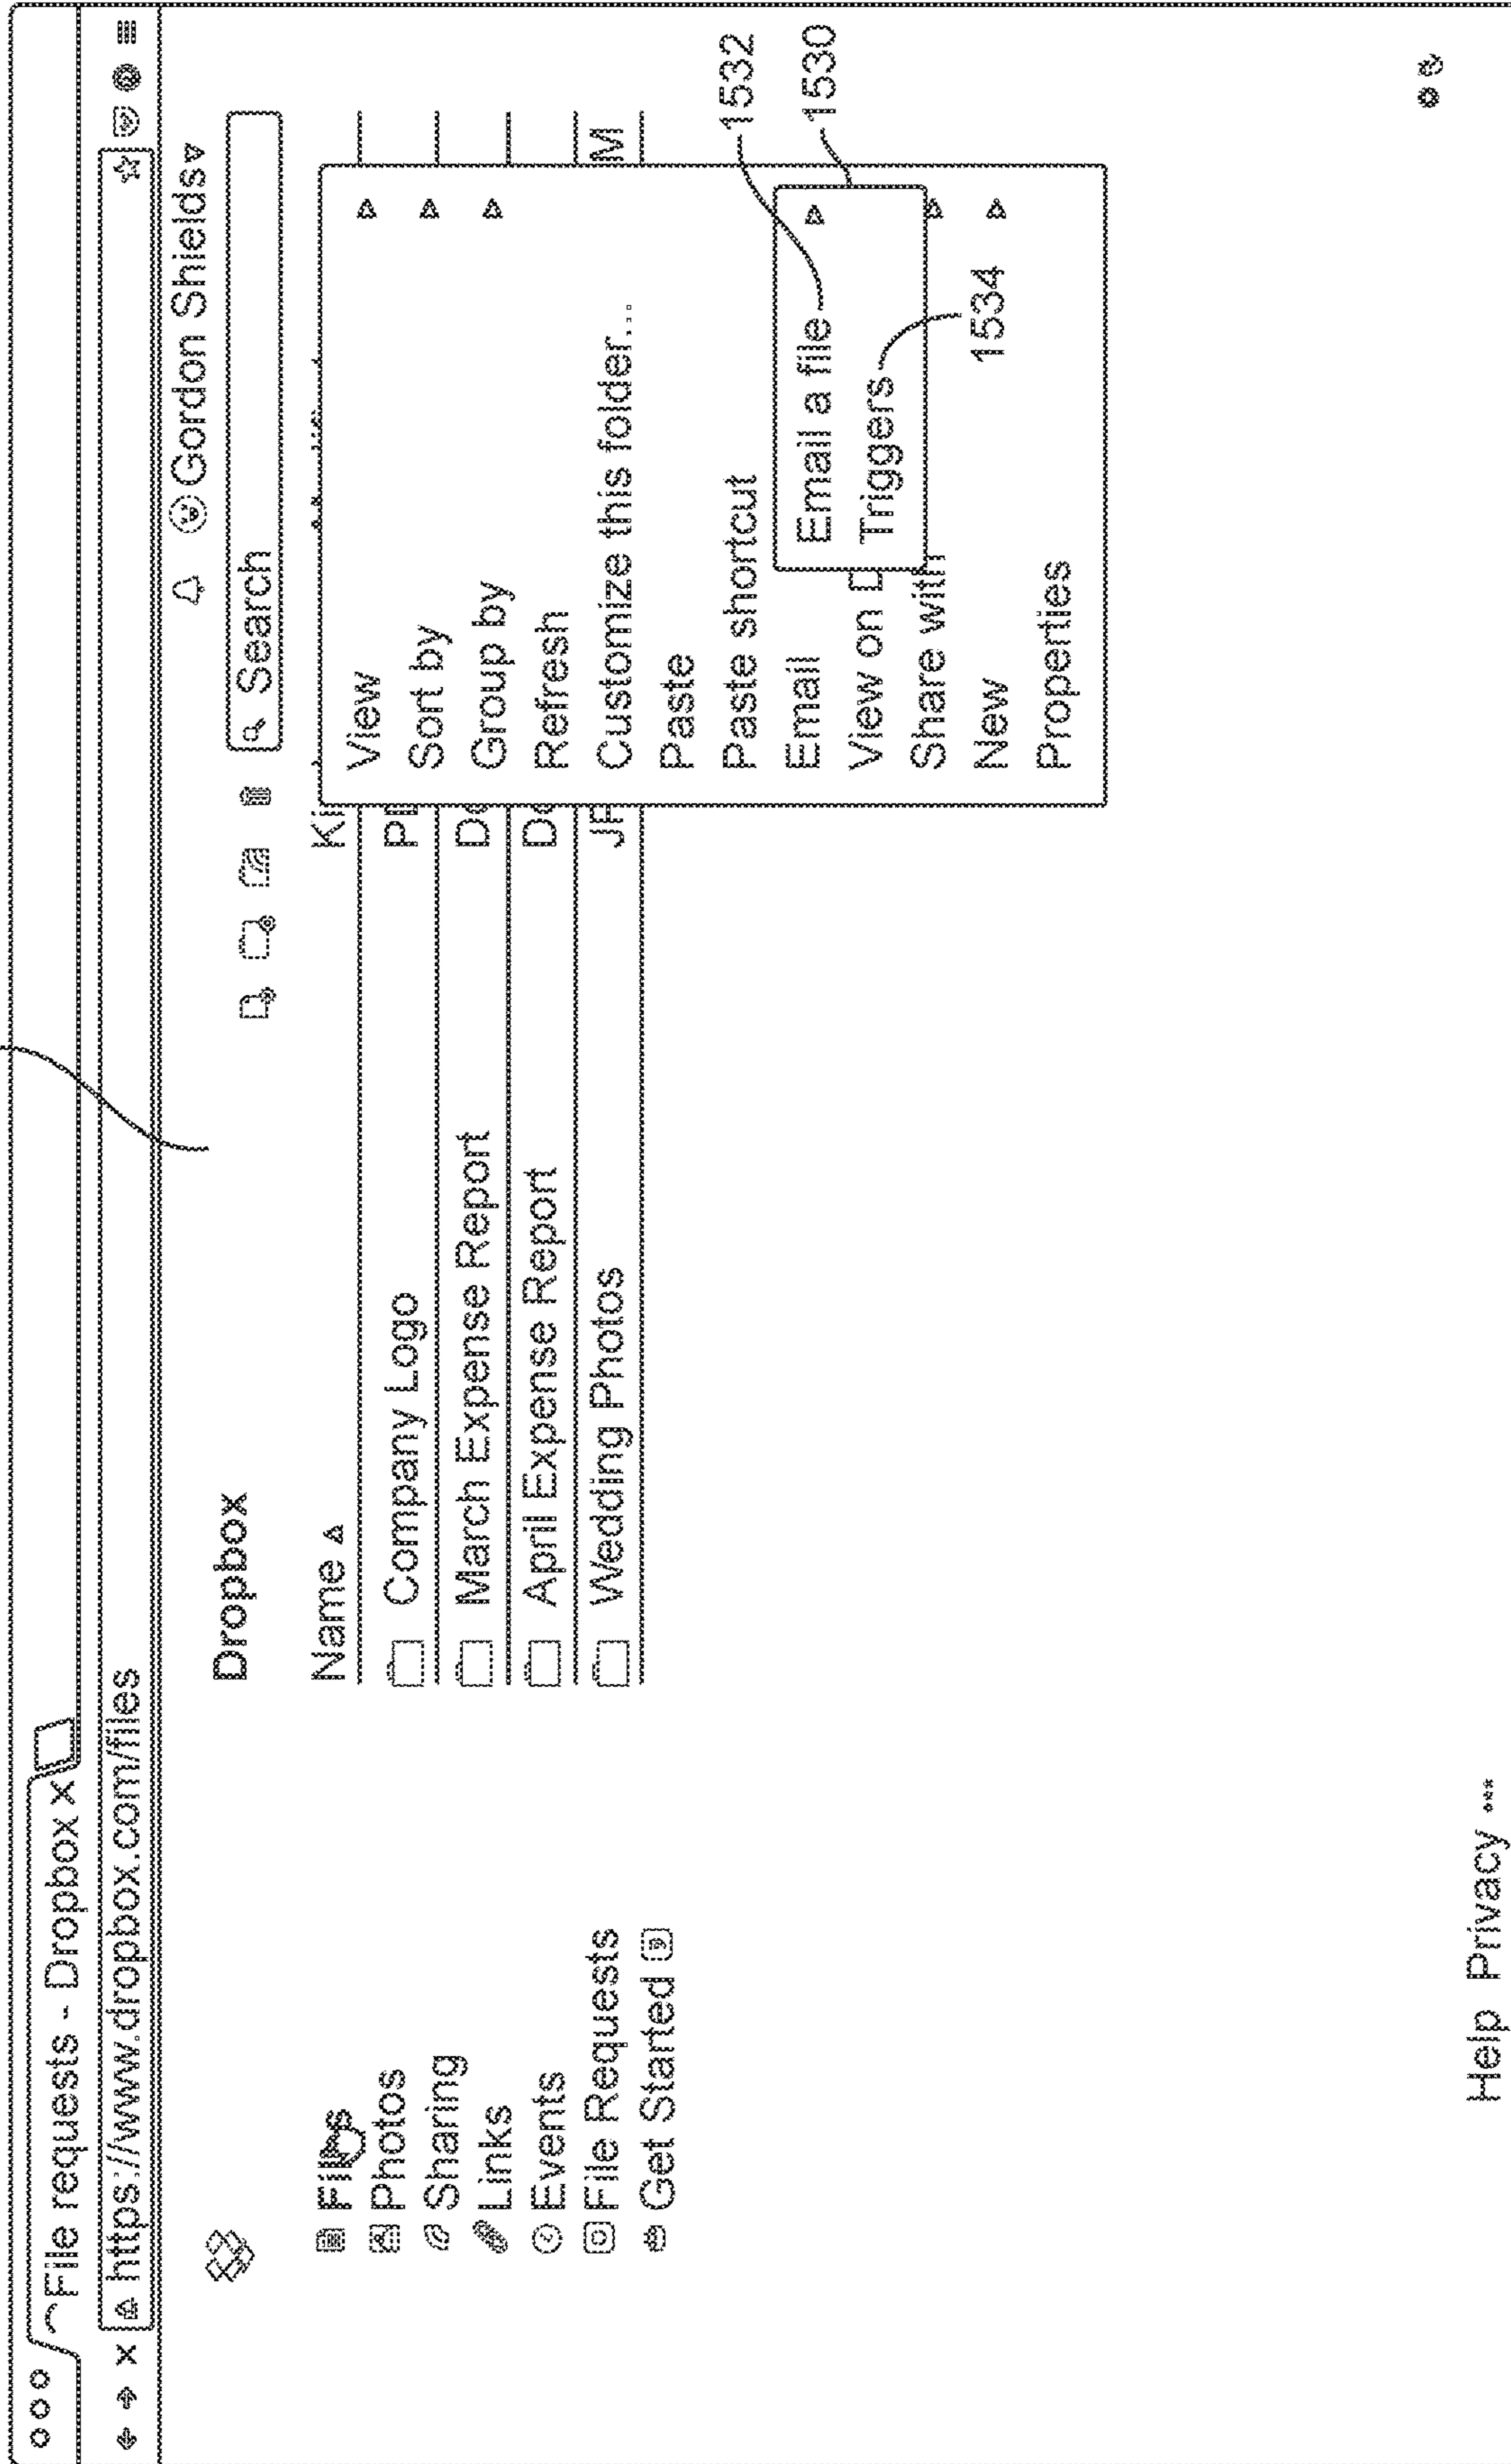 File requests - Dropbox x
https://www.dropbox.com/files
Gordon Shields
Dropbox
Search
Files
Photos
Sharing
Links
Events
File Requests
Get Started
Name
Company Logo
March Expense Report
April Expense Report
Wedding Photos
M
View
Sort by
Group by
Refresh
Customize this folder...
Paste
Paste shortcut
Email
View on
Share with
New
Properties
Email a file
Triggers
1532
1530
1534
Help Privacy ...